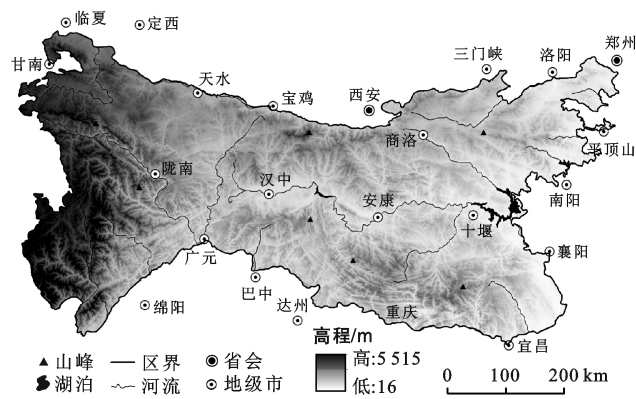 临夏
定西
甘南
天水
宝鸡
西安
三门峡
洛阳
郑州
商洛
平顶山
陇南
汉中
安康
南阳
十堰
广元
襄阳
巴中
绵阳
达州
重庆
宜昌
高程/m
高:5 515
低:16
山峰
区界
省会
湖泊
河流
地级市
0 100 200 km